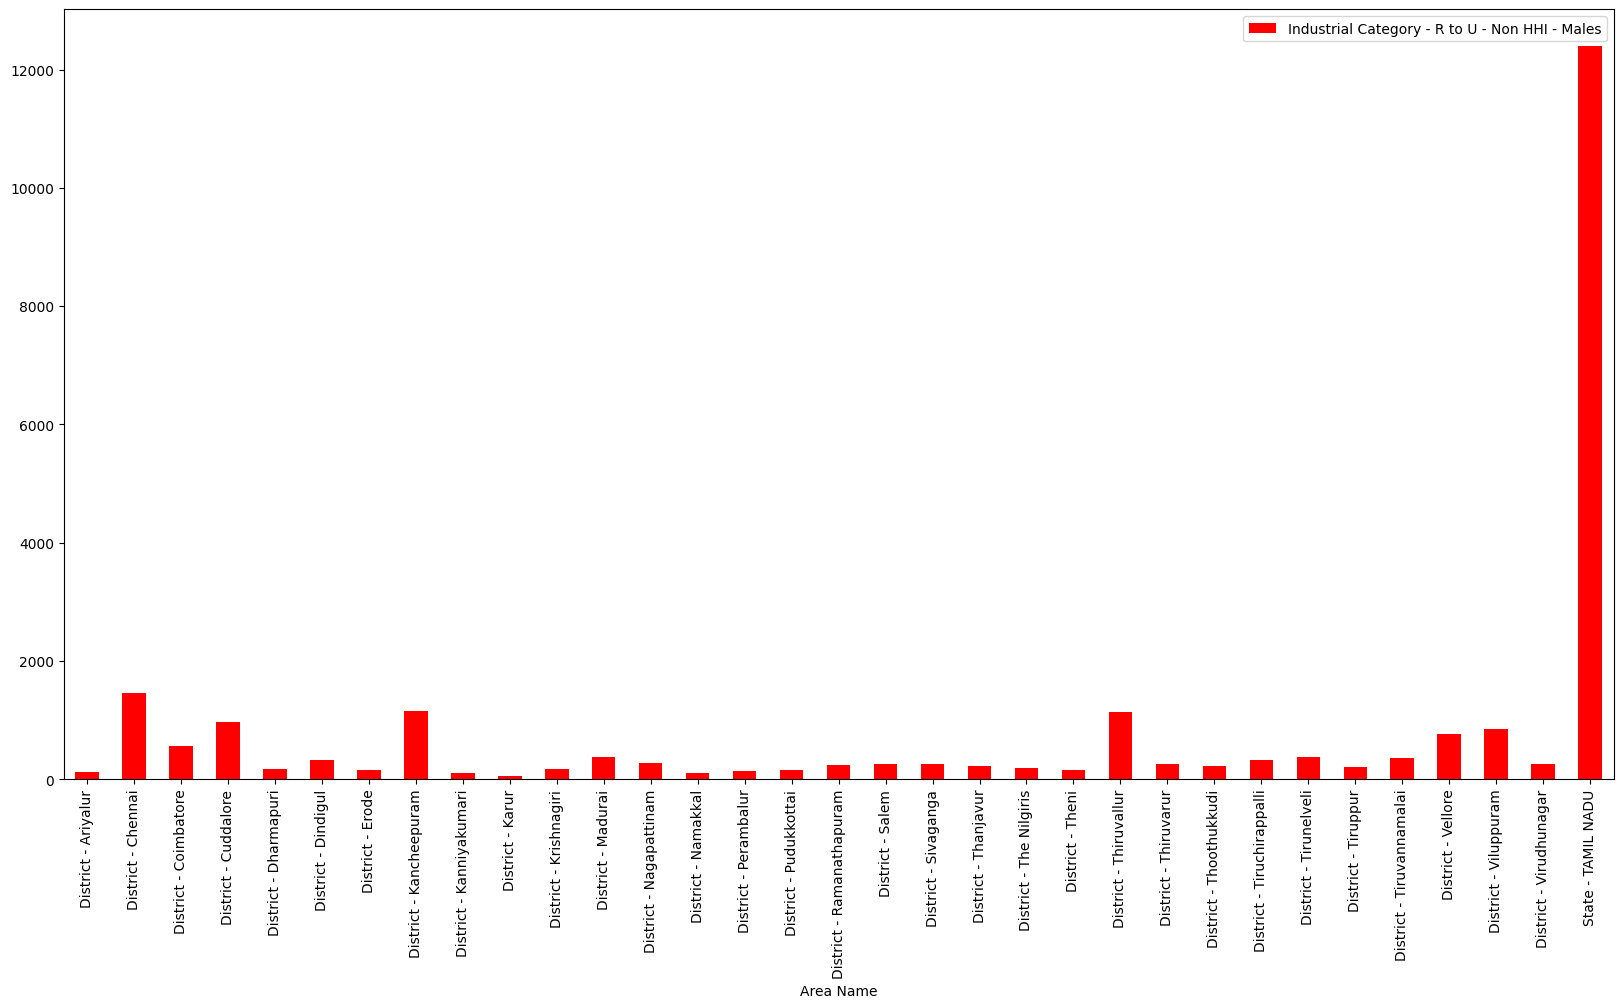 Industrial Category - R to U - Non HHI - Males
12000
10000
8000
6000
4000
2000
0
District - Ariyalur
District - Chennai
District - Coimbatore
District - Cuddalore
District - Dharmapuri
District - Dindigul
District - Erode
District - Kancheepuram
District - Kanniyakumari
District - Karur
District - Krishnagiri
District - Madurai
District - Nagapattinam
District - Namakkal
District - Perambalur
District - Pudukkottai
District - Ramanathapuram
District - Salem
District - Sivaganga
District - Thanjavur
District - The Nilgiris
District - Theni
District - Thiruvallur
District - Thiruvarur
District - Thoothukkudi
District - Tiruchirappalli
District - Tirunelveli
District - Tiruppur
District - Tiruvannamalai
District - Vellore
District - Viluppuram
District - Virudhunagar
State - TAMIL NADU
Area Name